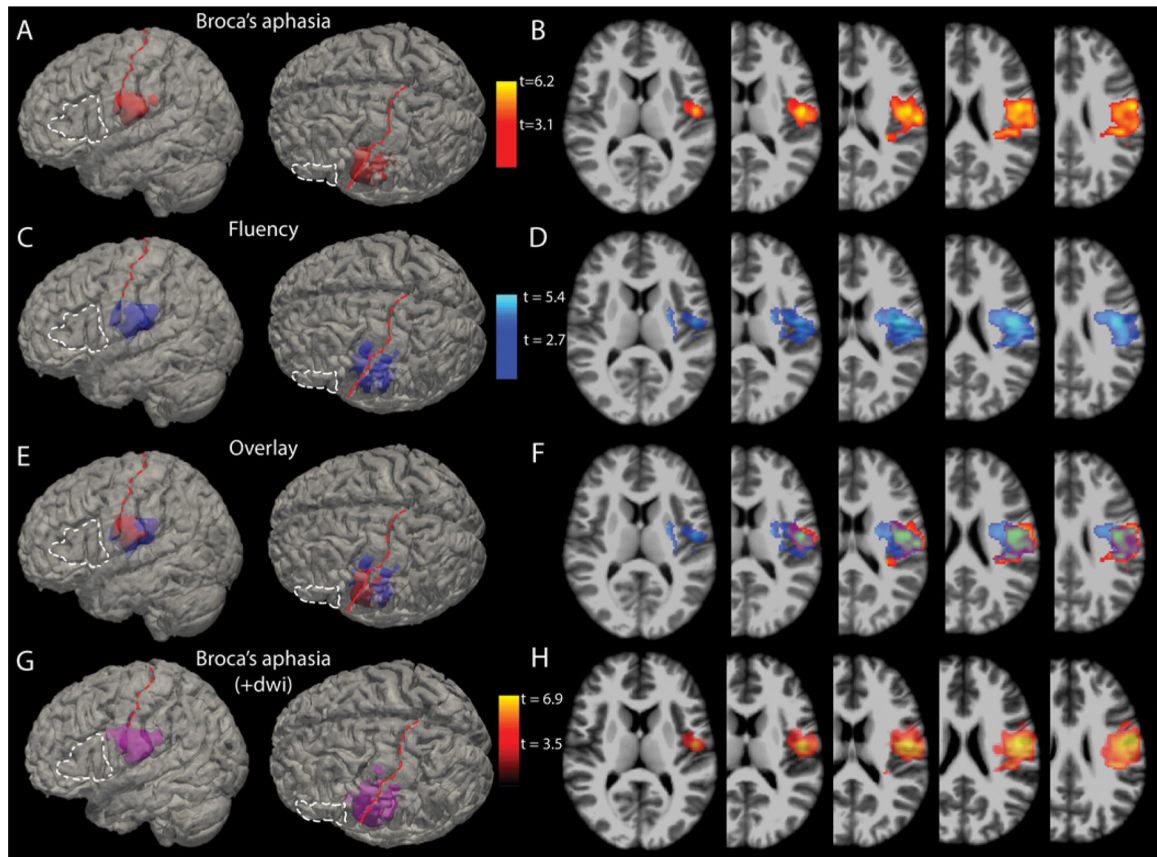 A
Broca's aphasia
B
t=6.2
t=3.1
C
Fluency
D
t = 5.4
t = 2.7
E
Overlay
F
G
Broca's aphasia
(+dwi)
H
t = 6.9
t = 3.5